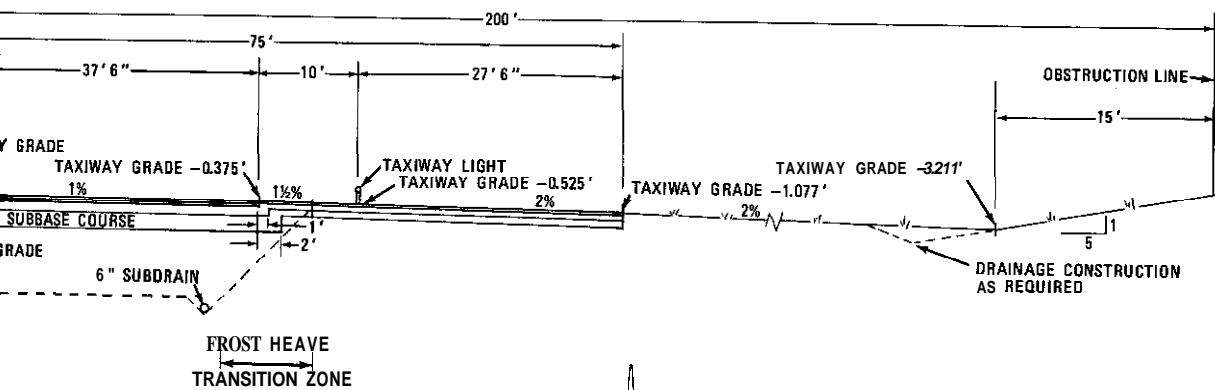 200'
75'
37'6" 10' 27'6"
OBSTRUCTION LINE
15'
Y GRADE
TAXIWAY GRADE -0.375'
TAXIWAY LIGHT
TAXIWAY GRADE -3.211'
1% 1½%
TAXIWAY GRADE -0.525'
2%
TAXIWAY GRADE -1.077'
2%
SUBBASE COURSE
1'
1
5
GRADE
2'
6" SUBDRAIN
DRAINAGE CONSTRUCTION
AS REQUIRED
FROST HEAVE
TRANSITION ZONE